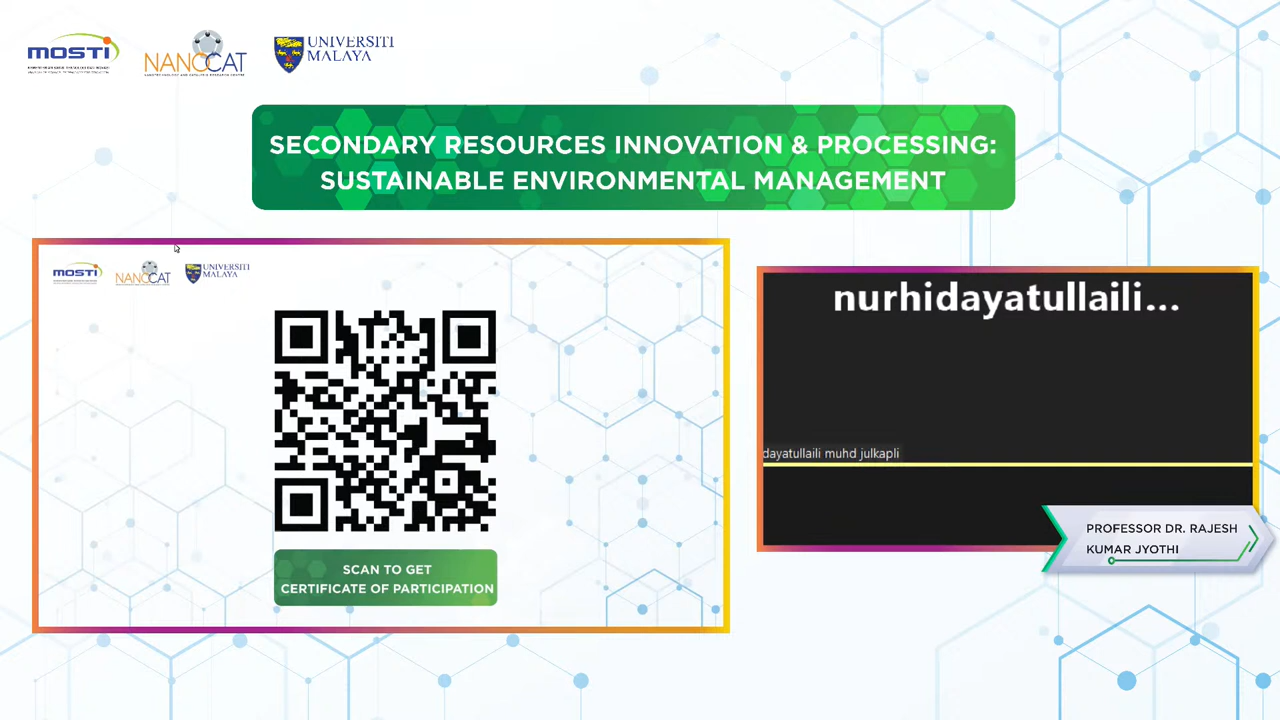 MOSTI
NANOCAT
UNIVERSITI
MALAYA
SECONDARY RESOURCES INNOVATION & PROCESSING:
SUSTAINABLE ENVIRONMENTAL MANAGEMENT
MOSTI
NANOCAT
UNIVERSITI
MALAYA
SCAN TO GET
CERTIFICATE OF PARTICIPATION
nurhidayatullaili...
dayatullaili muhd julkapli
PROFESSOR DR. RAJESH
KUMAR JYOTHI